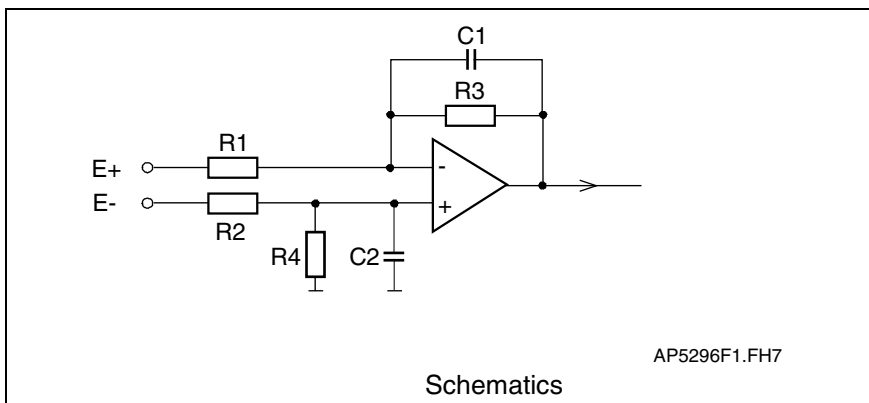 C1
R3
R1
E+
-
E-
+
R2
R4
C2
AP5296F1.FH7
Schematics